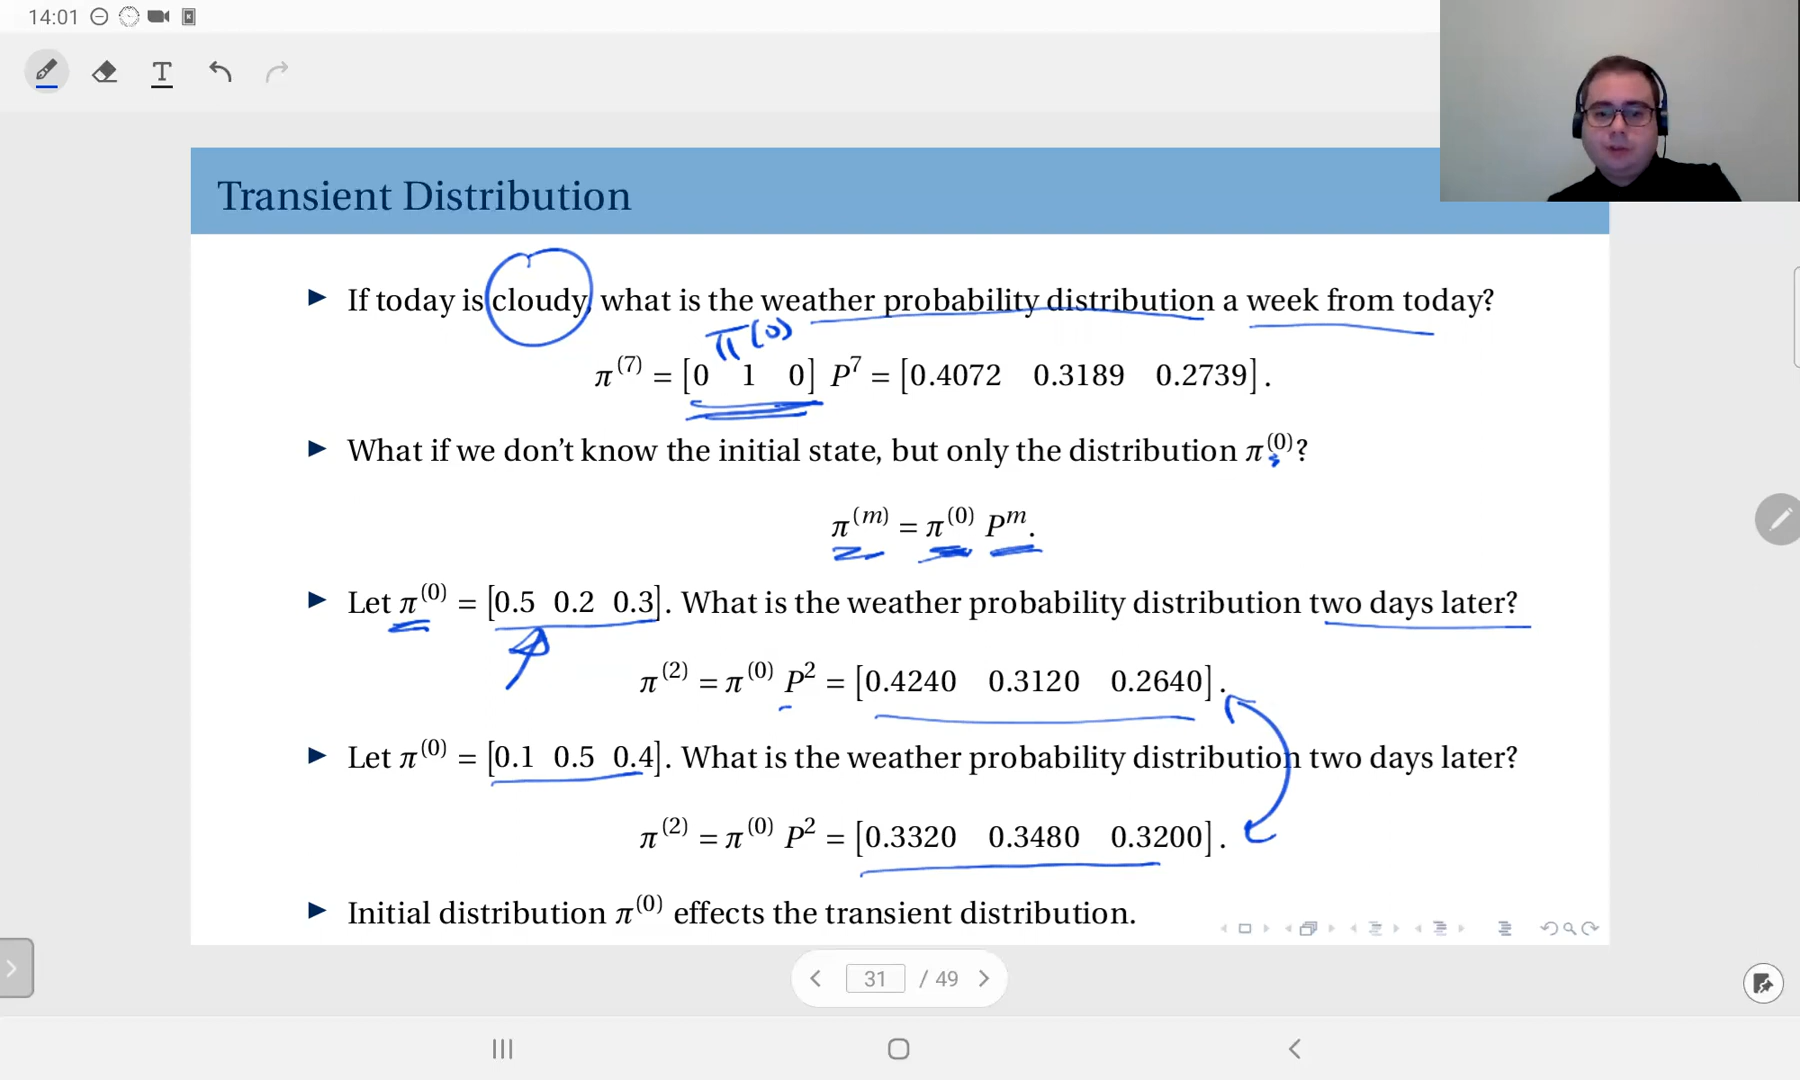 14:01
T
Transient Distribution
► If today is cloudy, what is the weather probability distribution a week from today?
π(0)
π^(7) = [0 1 0] P^7 = [0.4072 0.3189 0.2739].
► What if we don't know the initial state, but only the distribution π^(0)?
π^(m) = π^(0) P^m.
► Let π^(0) = [0.5 0.2 0.3]. What is the weather probability distribution two days later?
π^(2) = π^(0) P^2 = [0.4240 0.3120 0.2640].
► Let π^(0) = [0.1 0.5 0.4]. What is the weather probability distribution two days later?
π^(2) = π^(0) P^2 = [0.3320 0.3480 0.3200].
► Initial distribution π^(0) effects the transient distribution.
31 / 49